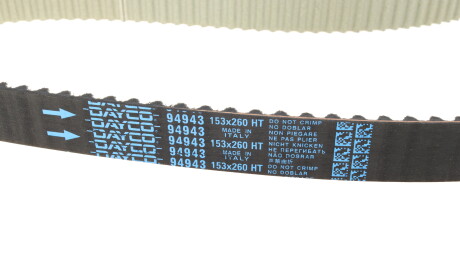 DAYCO 94943 153x260 HT DO NOT CRIMP
NO DOBLAR
94943 MADE IN ITALY NON PIEGARE
NE PAS PLIER
DAYCO 94943 153x260 HT NICHT KNICKEN
НЕ ПЕРЕГИБАТЬ
94943 MADE IN ITALY NÃO DOBRAR
DAYCO 94943 153x260 HT DO NOT CRIMP
NO DOBLAR